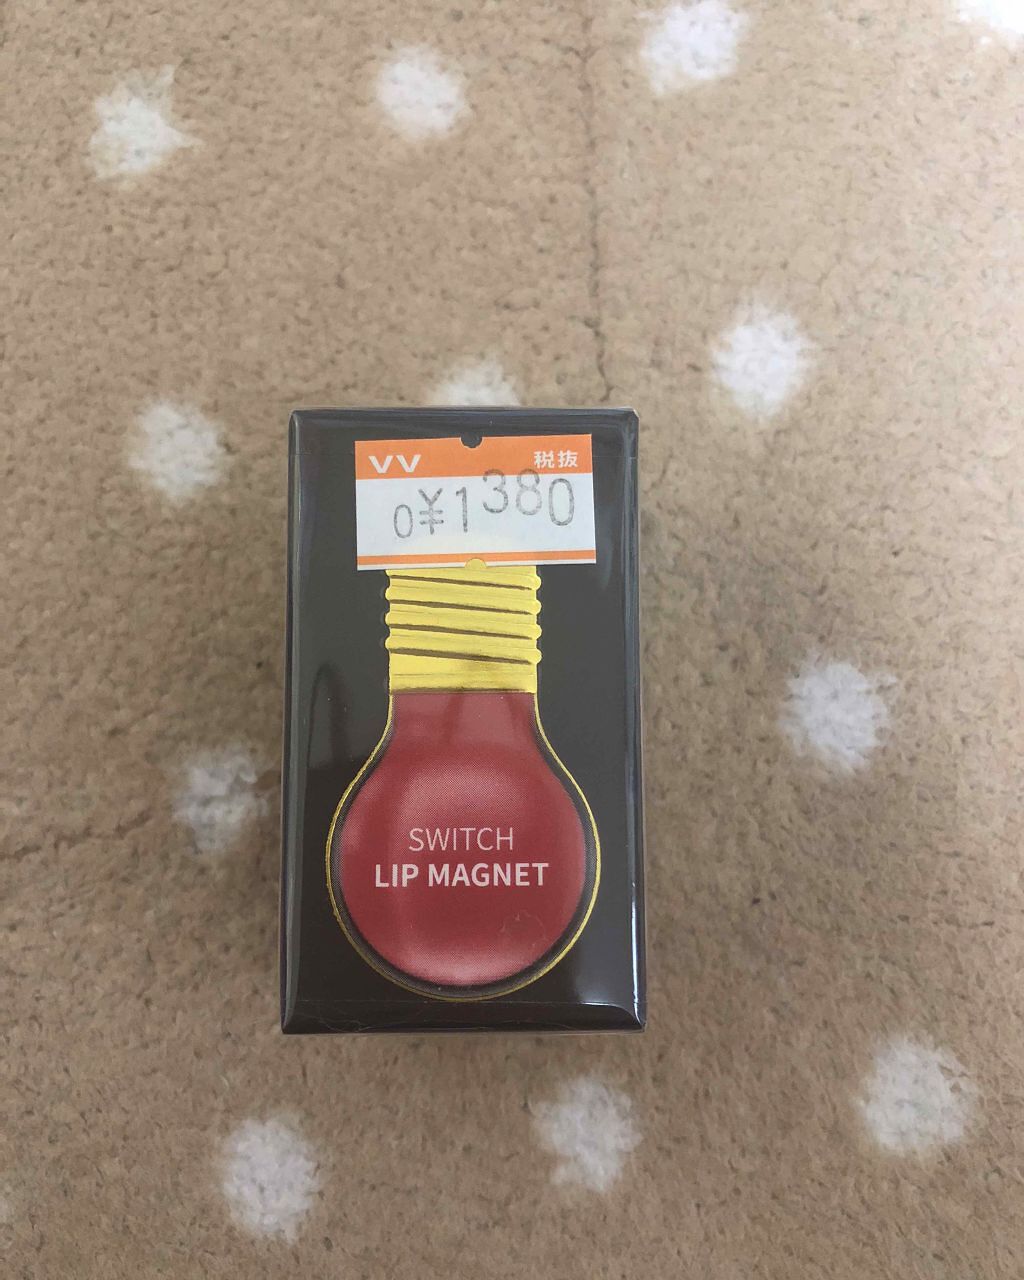 VV 税抜
0¥1380
SWITCH
LIP MAGNET